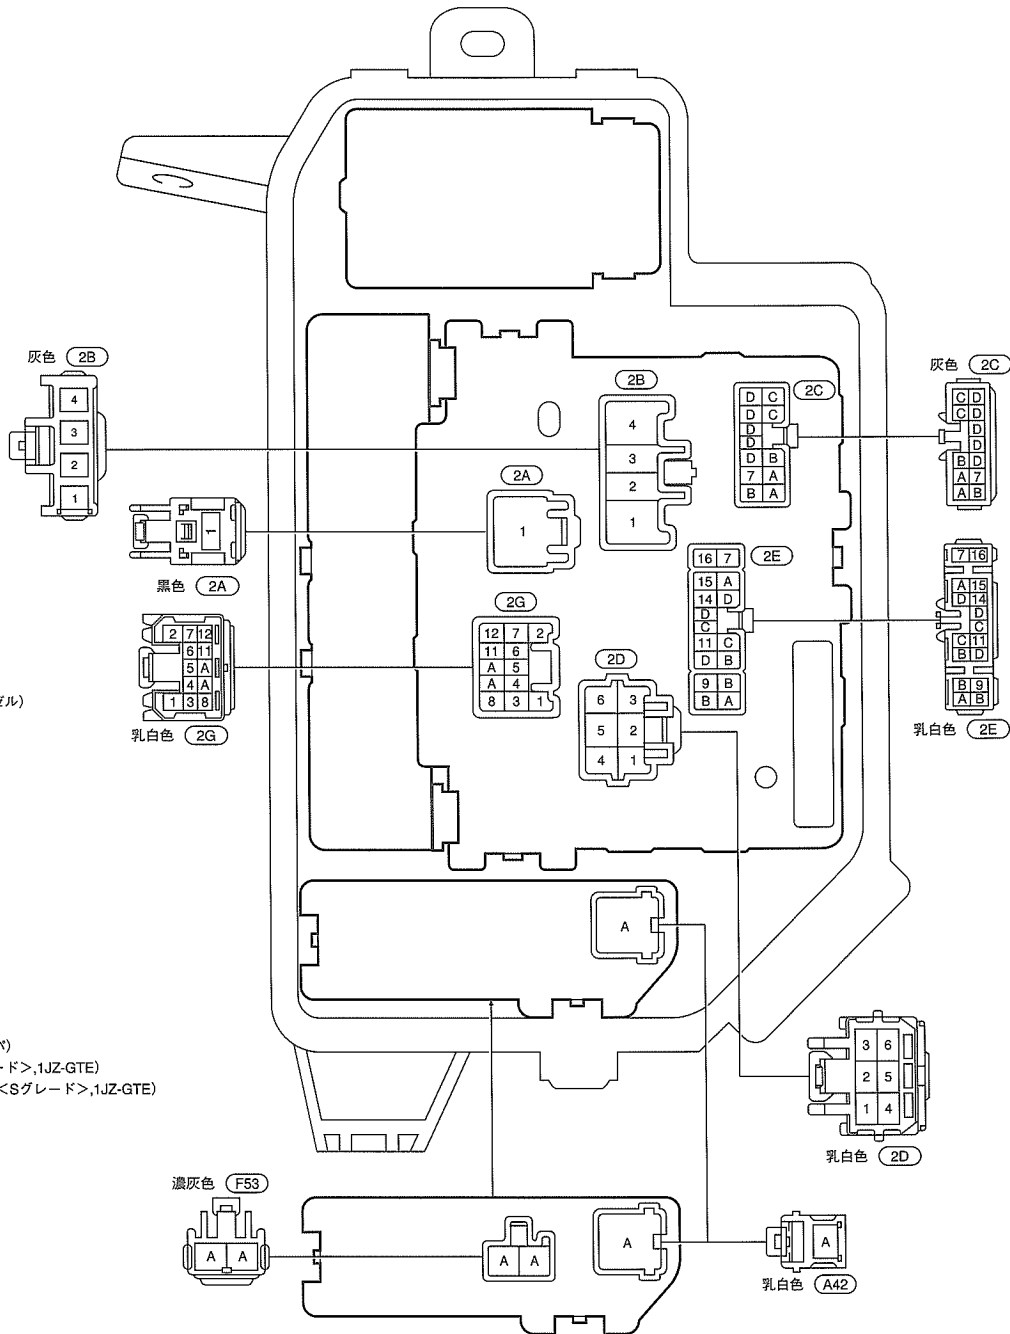 灰色 2B
4
3
2
1
2B
4
3
2
1
2C
D C
D C
D
D
D B
7 A
B A
灰色 2C
C D
C D
D
D
B D
A 7
A B
1
黒色 2A
2A
1
2E
16 7
15 A
14 D
D
C
11 C
D B
9 B
B A
7 16
A 15
D 14
D
C
C 11
B D
B 9
A B
乳白色 2E
2 7 12
6 11
5 A
4 A
1 3 8
乳白色 2G
2G
12 7 2
11 6
A 5
A 4
8 3 1
2D
6 3
5 2
4 1
ゼル)
A
パ)
ード>,1JZ-GTE)
<Sグレード>,1JZ-GTE)
3 6
2 5
1 4
乳白色 2D
濃灰色 F53
A A
A A
A
A
乳白色 A42